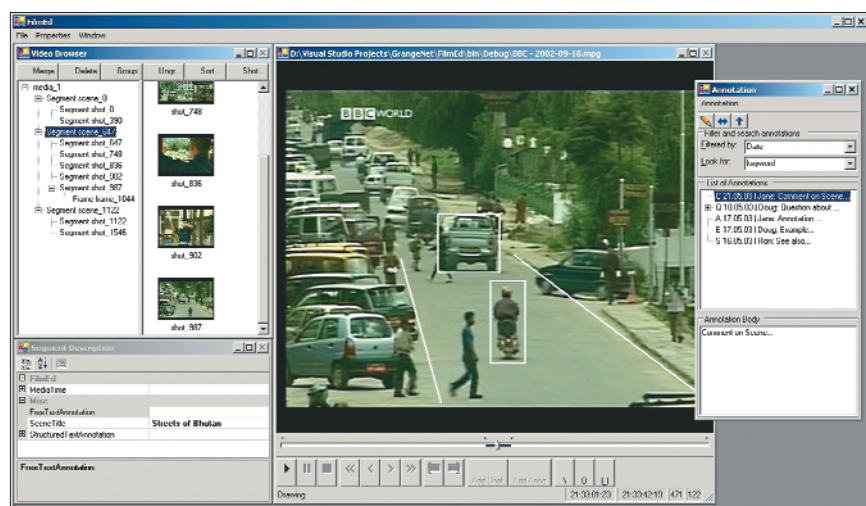 FilmEd
File Properties Window
Video Browser
Merge Delete Group Ungr... Sort... Shot...
media_1
Segment scene_0
Segment shot_0
Segment shot_390
Segment scene_647
Segment shot_647
Segment shot_748
Segment shot_836
Segment shot_902
Segment shot_987
Frame frame_1044
Segment scene_1122
Segment shot_1122
Segment shot_1546
shot_748
shot_836
shot_902
shot_987
Segment Description
FilmEd
MediaTime
Misc
FreeTextAnnotation
SceneTitle Streets of Bhutan
StructuredTextAnnotation
FreeTextAnnotation
D:\Visual Studio Projects\GrangeNet\FilmEd\bin\Debug\BBC - 2002-09-18.mpg
BBC WORLD
Add Shot Add Anno
Drawing 21:33:01-23 21:33:42-19 471 122
Annotation
Annotation
Filter and search annotations
Filtered by: Date
Look for: keyword
List of Annotations
C 21.05.03 | Jane: Comment on Scene...
Q 18.05.03 | Doug: Question about ...
A 17.05.03 | Jane: Annotation ...
E 17.05.03 | Doug: Example...
S 16.05.03 | Ron: See also...
Annotation Body
Comment on Scene...